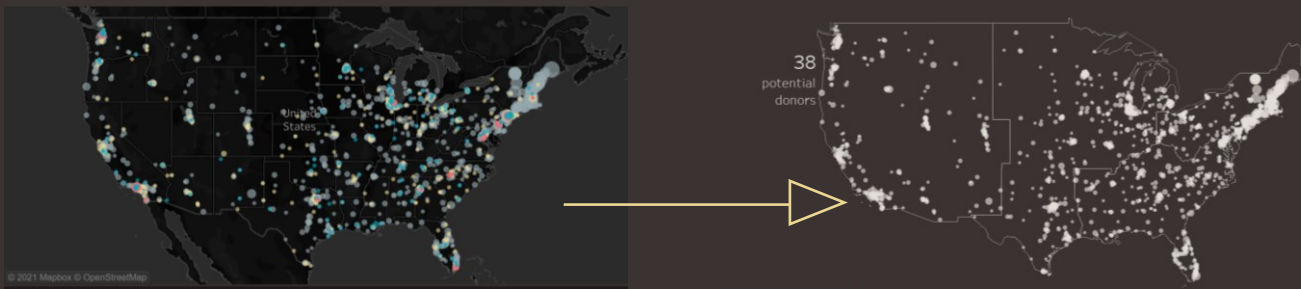 United
States
© 2021 Mapbox © OpenStreetMap
38
potential
donors